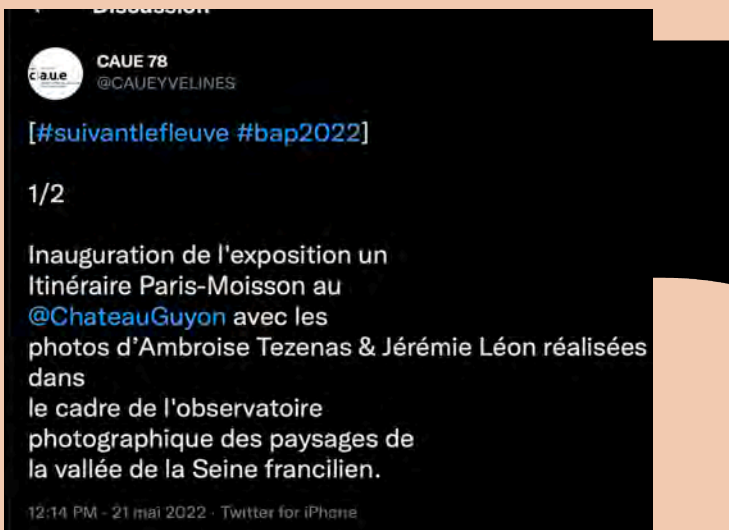 Discussion
c|a.u.e
CAUE 78
@CAUEYVELINES
[#suivantlefleuve #bap2022]
1/2
Inauguration de l'exposition un
Itinéraire Paris-Moisson au
@ChateauGuyon avec les
photos d'Ambroise Tezenas & Jérémie Léon réalisées
dans
le cadre de l'observatoire
photographique des paysages de
la vallée de la Seine francilien.
12:14 PM - 21 mai 2022 · Twitter for iPhone